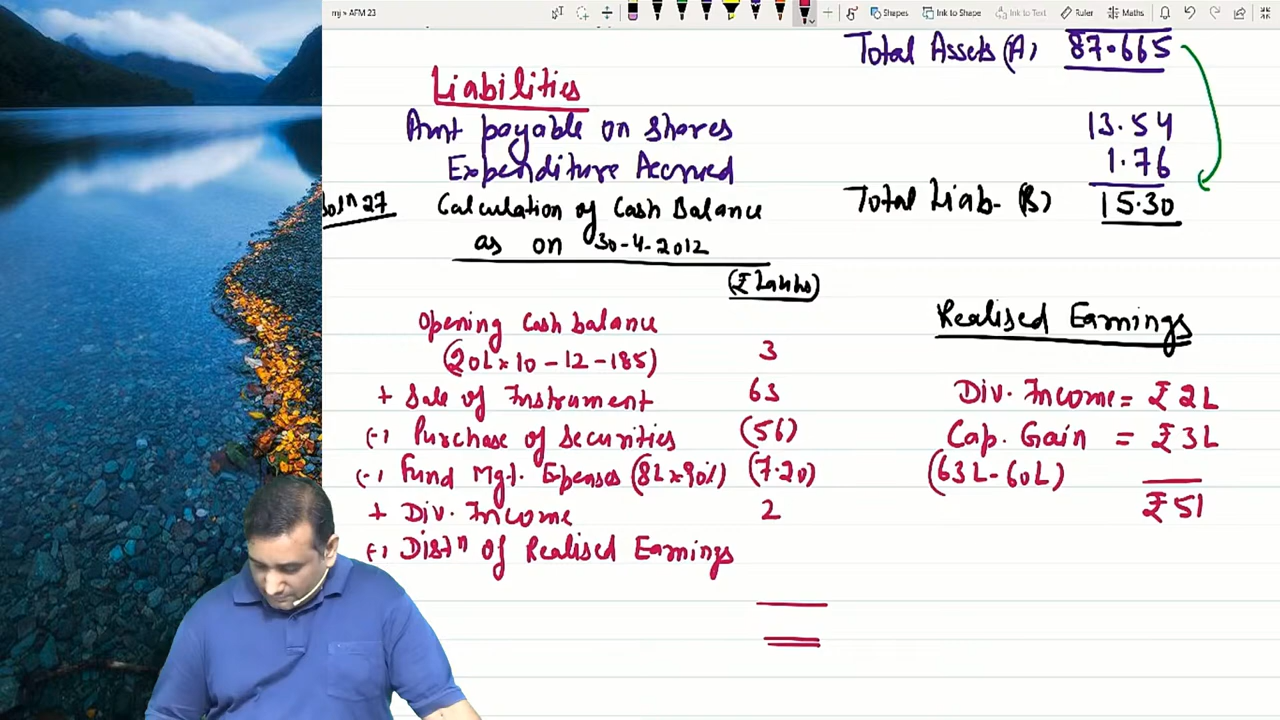 mj » AFM 23
Shapes Ink to Shape Ink to Text Ruler Maths
Total Assets (A) 87.665
Liabilities
Amt payable on shares 13.54
Expenditure Accrued 1.76
Total Liab- (B) 15.30
Solⁿ 27
Calculation of Cash Balance
as on 30-4-2012
(₹ Lakhs)
Opening Cash balance
(20L x 10 - 12 - 185) 3
+ Sale of Instrument 63
(-) Purchase of Securities (56)
(-) Fund Mgt. Epenses (8L x 90%) (7.20)
+ Div. Income 2
(-) Distⁿ of Realised Earnings
Realised Earnings
Div. Income = ₹ 2L
Cap. Gain = ₹ 3L
(63L - 60L)
₹ 5L